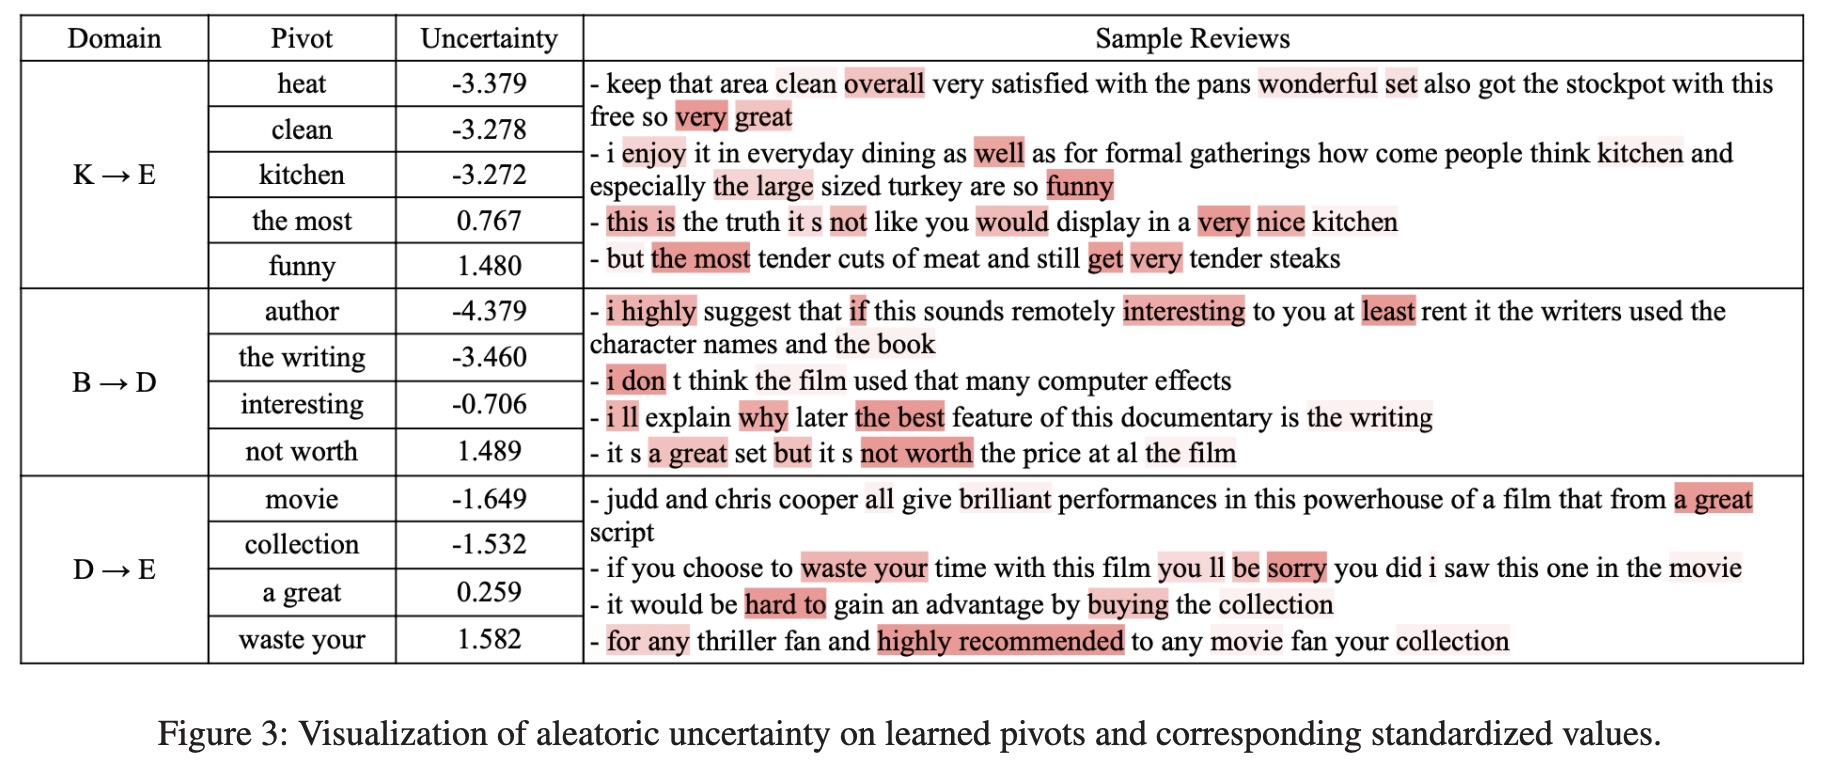 Domain Pivot Uncertainty Sample Reviews
K → E
heat -3.379
clean -3.278
kitchen -3.272
the most 0.767
funny 1.480
- keep that area clean overall very satisfied with the pans wonderful set also got the stockpot with this
free so very great
- i enjoy it in everyday dining as well as for formal gatherings how come people think kitchen and
especially the large sized turkey are so funny
- this is the truth it s not like you would display in a very nice kitchen
- but the most tender cuts of meat and still get very tender steaks
B → D
author -4.379
the writing -3.460
interesting -0.706
not worth 1.489
- i highly suggest that if this sounds remotely interesting to you at least rent it the writers used the
character names and the book
- i don t think the film used that many computer effects
- i ll explain why later the best feature of this documentary is the writing
- it s a great set but it s not worth the price at al the film
D → E
movie -1.649
collection -1.532
a great 0.259
waste your 1.582
- judd and chris cooper all give brilliant performances in this powerhouse of a film that from a great
script
- if you choose to waste your time with this film you ll be sorry you did i saw this one in the movie
- it would be hard to gain an advantage by buying the collection
- for any thriller fan and highly recommended to any movie fan your collection
Figure 3: Visualization of aleatoric uncertainty on learned pivots and corresponding standardized values.